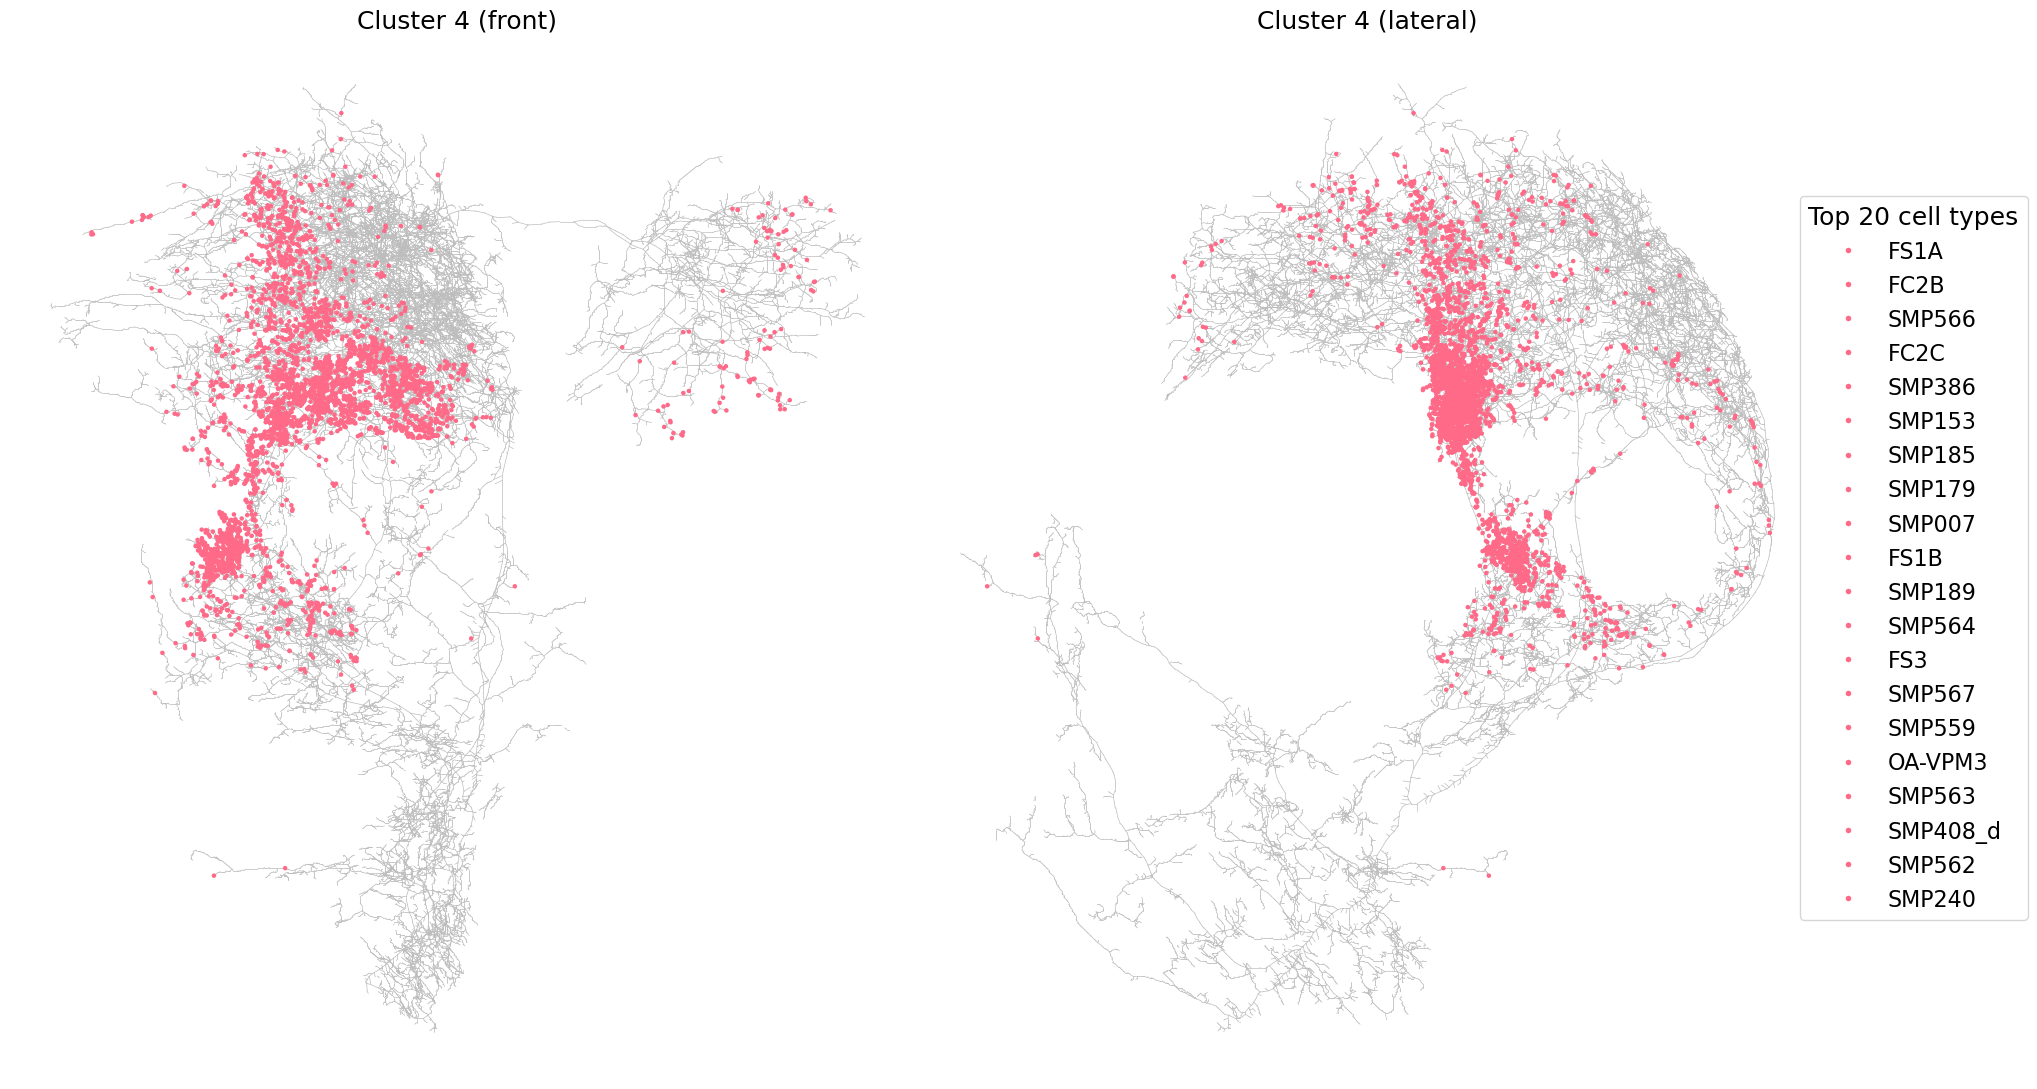 Cluster 4 (front)
Cluster 4 (lateral)
Top 20 cell types
FS1A
FC2B
SMP566
FC2C
SMP386
SMP153
SMP185
SMP179
SMP007
FS1B
SMP189
SMP564
FS3
SMP567
SMP559
OA-VPM3
SMP563
SMP408_d
SMP562
SMP240